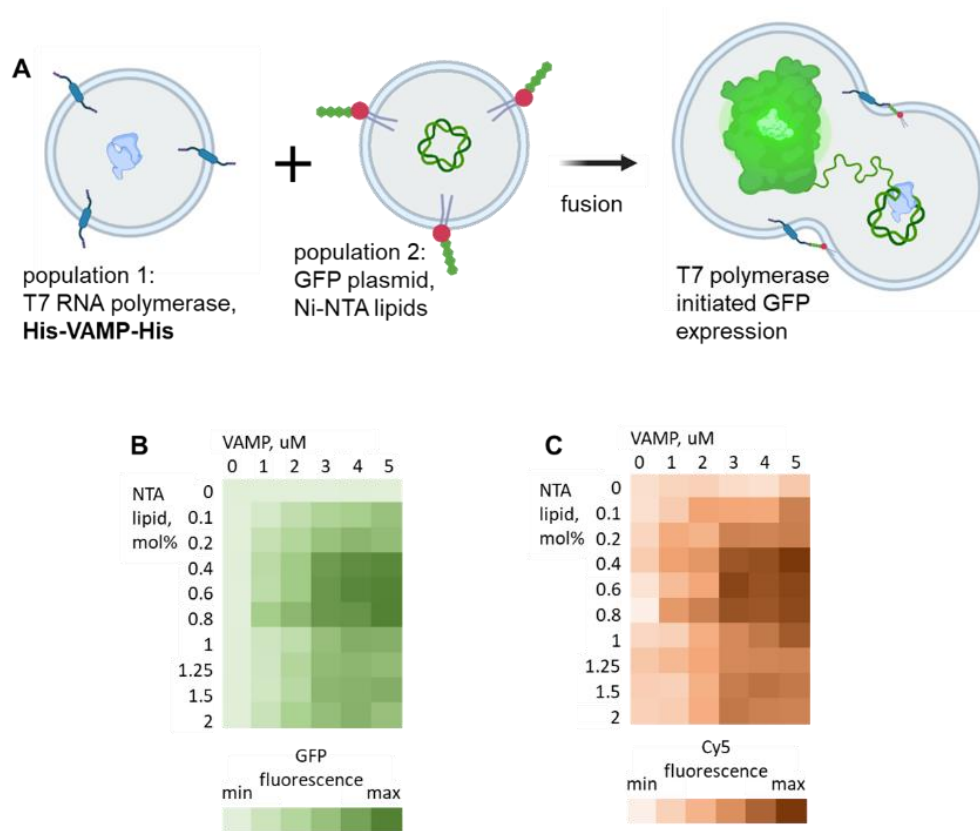 A
population 1:
T7 RNA polymerase,
His-VAMP-His
+
population 2:
GFP plasmid,
Ni-NTA lipids
fusion
T7 polymerase
initiated GFP
expression
B
VAMP, uM
0 1 2 3 4 5
NTA
lipid,
mol%
0
0.1
0.2
0.4
0.6
0.8
1
1.25
1.5
2
GFP
fluorescence
min max
C
VAMP, uM
0 1 2 3 4 5
NTA
lipid,
mol%
0
0.1
0.2
0.4
0.6
0.8
1
1.25
1.5
2
Cy5
fluorescence
min max